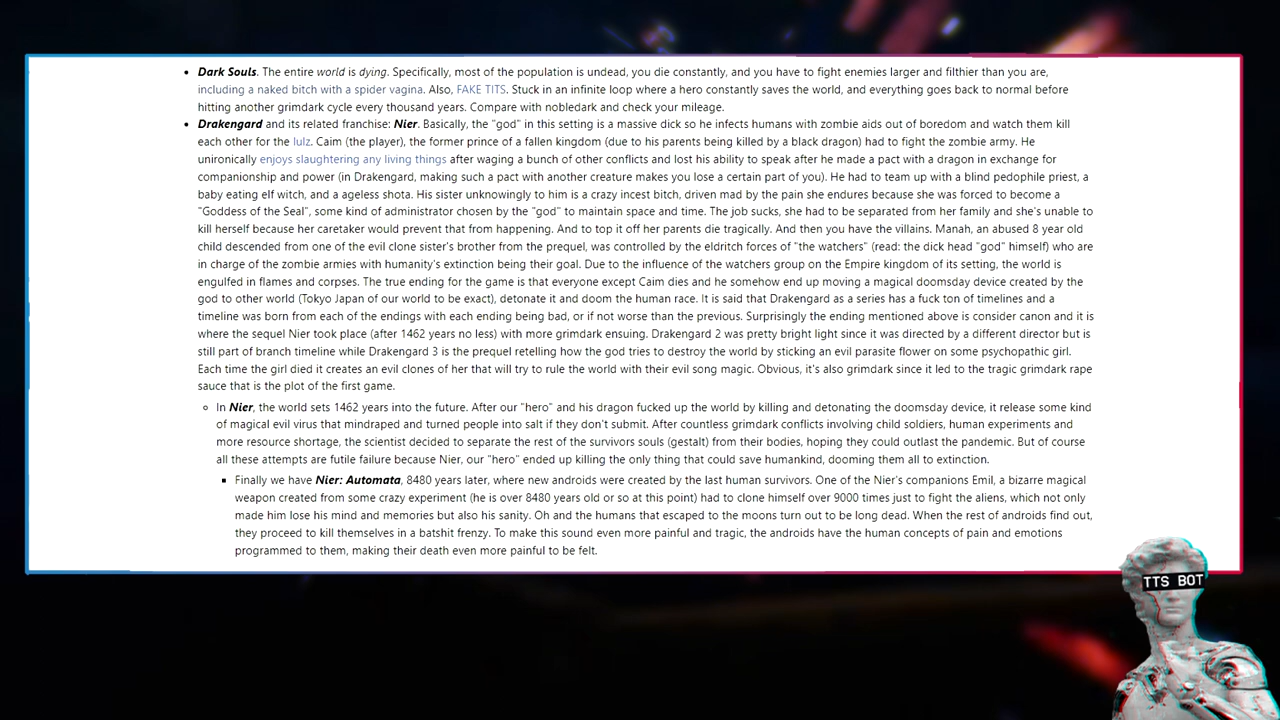 • Dark Souls. The entire world is dying. Specifically, most of the population is undead, you die constantly, and you have to fight enemies larger and filthier than you are,
including a naked bitch with a spider vagina. Also, FAKE TITS. Stuck in an infinite loop where a hero constantly saves the world, and everything goes back to normal before
hitting another grimdark cycle every thousand years. Compare with nobledark and check your mileage.
• Drakengard and its related franchise: Nier. Basically, the "god" in this setting is a massive dick so he infects humans with zombie aids out of boredom and watch them kill
each other for the lulz. Caim (the player), the former prince of a fallen kingdom (due to his parents being killed by a black dragon) had to fight the zombie army. He
unironically enjoys slaughtering any living things after waging a bunch of other conflicts and lost his ability to speak after he made a pact with a dragon in exchange for
companionship and power (in Drakengard, making such a pact with another creature makes you lose a certain part of you). He had to team up with a blind pedophile priest, a
baby eating elf witch, and a ageless shota. His sister unknowingly to him is a crazy incest bitch, driven mad by the pain she endures because she was forced to become a
"Goddess of the Seal", some kind of administrator chosen by the "god" to maintain space and time. The job sucks, she had to be separated from her family and she's unable to
kill herself because her caretaker would prevent that from happening. And to top it off her parents die tragically. And then you have the villains. Manah, an abused 8 year old
child descended from one of the evil clone sister's brother from the prequel, was controlled by the eldritch forces of "the watchers" (read: the dick head "god" himself) who are
in charge of the zombie armies with humanity's extinction being their goal. Due to the influence of the watchers group on the Empire kingdom of its setting, the world is
engulfed in flames and corpses. The true ending for the game is that everyone except Caim dies and he somehow end up moving a magical doomsday device created by the
god to other world (Tokyo Japan of our world to be exact), detonate it and doom the human race. It is said that Drakengard as a series has a fuck ton of timelines and a
timeline was born from each of the endings with each ending being bad, or if not worse than the previous. Surprisingly the ending mentioned above is consider canon and it is
where the sequel Nier took place (after 1462 years no less) with more grimdark ensuing. Drakengard 2 was pretty bright light since it was directed by a different director but is
still part of branch timeline while Drakengard 3 is the prequel retelling how the god tries to destroy the world by sticking an evil parasite flower on some psychopathic girl.
Each time the girl died it creates an evil clones of her that will try to rule the world with their evil song magic. Obvious, it's also grimdark since it led to the tragic grimdark rape
sauce that is the plot of the first game.
◦ In Nier, the world sets 1462 years into the future. After our "hero" and his dragon fucked up the world by killing and detonating the doomsday device, it release some kind
of magical evil virus that mindraped and turned people into salt if they don't submit. After countless grimdark conflicts involving child soldiers, human experiments and
more resource shortage, the scientist decided to separate the rest of the survivors souls (gestalt) from their bodies, hoping they could outlast the pandemic. But of course
all these attempts are futile failure because Nier, our "hero" ended up killing the only thing that could save humankind, dooming them all to extinction.
▪ Finally we have Nier: Automata, 8480 years later, where new androids were created by the last human survivors. One of the Nier's companions Emil, a bizarre magical
weapon created from some crazy experiment (he is over 8480 years old or so at this point) had to clone himself over 9000 times just to fight the aliens, which not only
made him lose his mind and memories but also his sanity. Oh and the humans that escaped to the moons turn out to be long dead. When the rest of androids find out,
they proceed to kill themselves in a batshit frenzy. To make this sound even more painful and tragic, the androids have the human concepts of pain and emotions
programmed to them, making their death even more painful to be felt.
TTS BOT